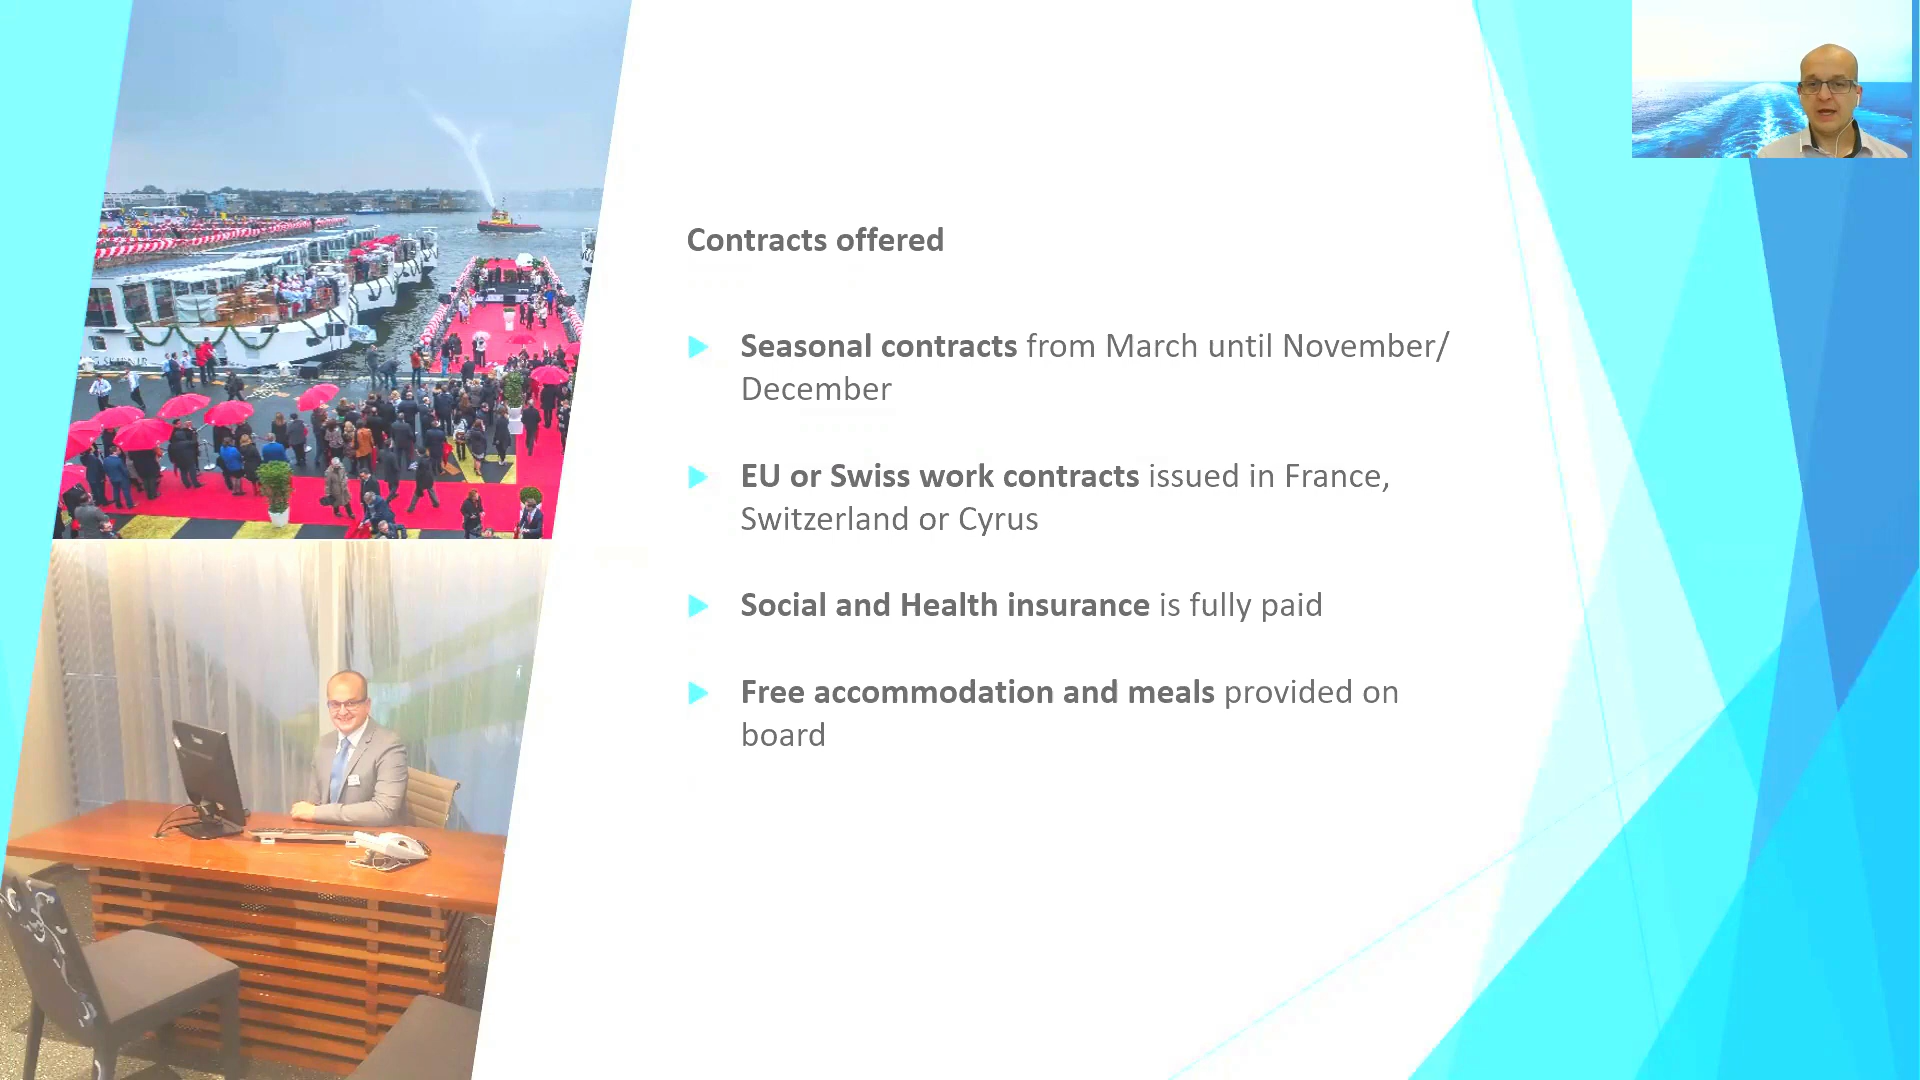 Contracts offered
Seasonal contracts from March until November/
December
EU or Swiss work contracts issued in France,
Switzerland or Cyrus
Social and Health insurance is fully paid
Free accommodation and meals provided on
board